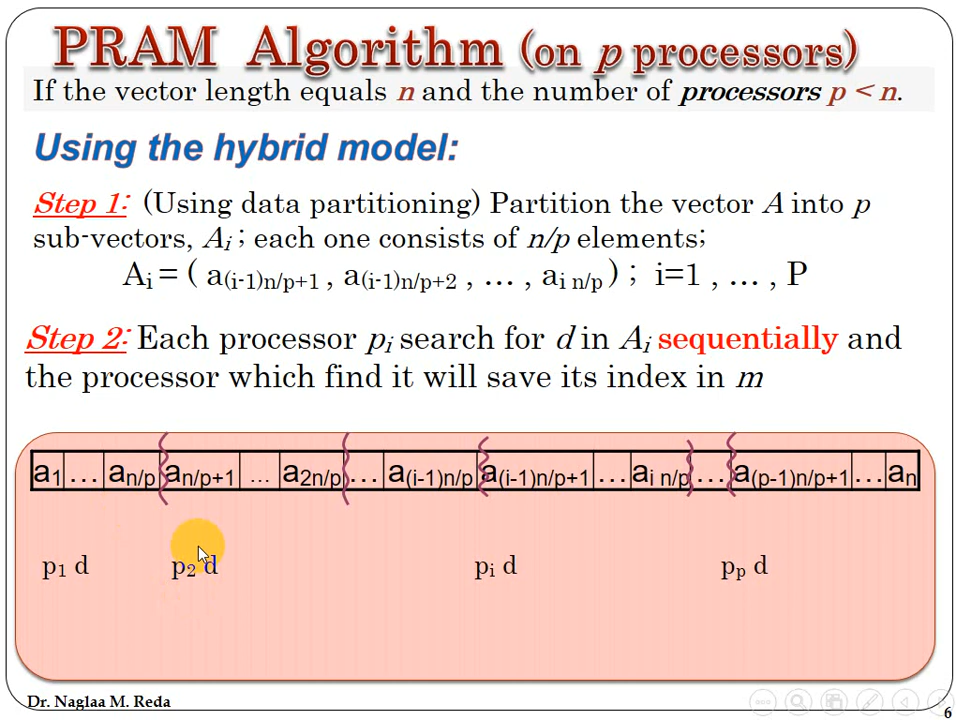 PRAM Algorithm (on p processors)
If the vector length equals n and the number of processors p < n.
Using the hybrid model:
Step 1: (Using data partitioning) Partition the vector A into p
sub-vectors, Ai ; each one consists of n/p elements;
Ai = ( a(i-1)n/p+1 , a(i-1)n/p+2 , … , ai n/p ) ; i=1 , … , P
Step 2: Each processor pi search for d in Ai sequentially and
the processor which find it will save its index in m
a1 … an/p an/p+1 … a2n/p … a(i-1)n/p a(i-1)n/p+1 … ai n/p … a(p-1)n/p+1 … an
p1 d p2 d pi d pp d
Dr. Naglaa M. Reda
6